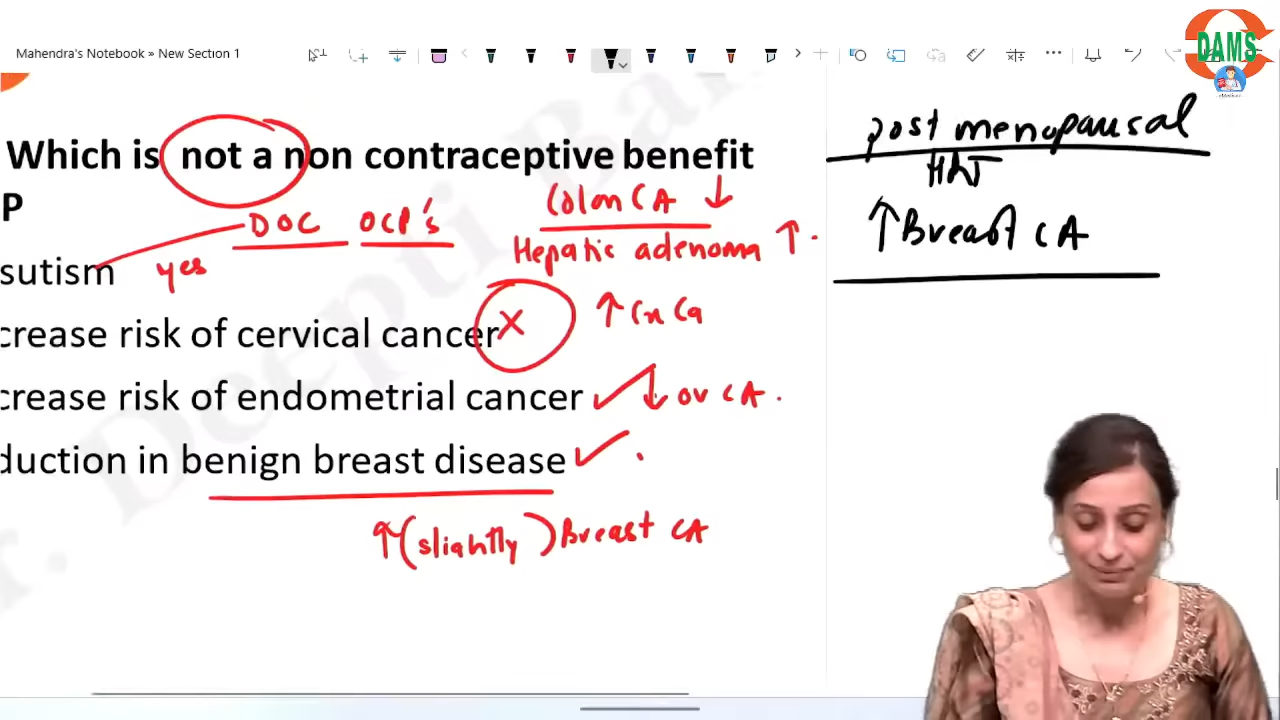 Mahendra's Notebook » New Section 1
DAMS
Which is not a non contraceptive benefit
P
DOC OCP's
Colon CA ↓
Hepatic adenoma ↑
sutism
yes
crease risk of cervical cancer X
↑ Cx Ca
crease risk of endometrial cancer ✓
↓ ov CA.
duction in benign breast disease ✓
↑ (slightly) Breast CA
post menopausal
HRT
↑ Breast CA